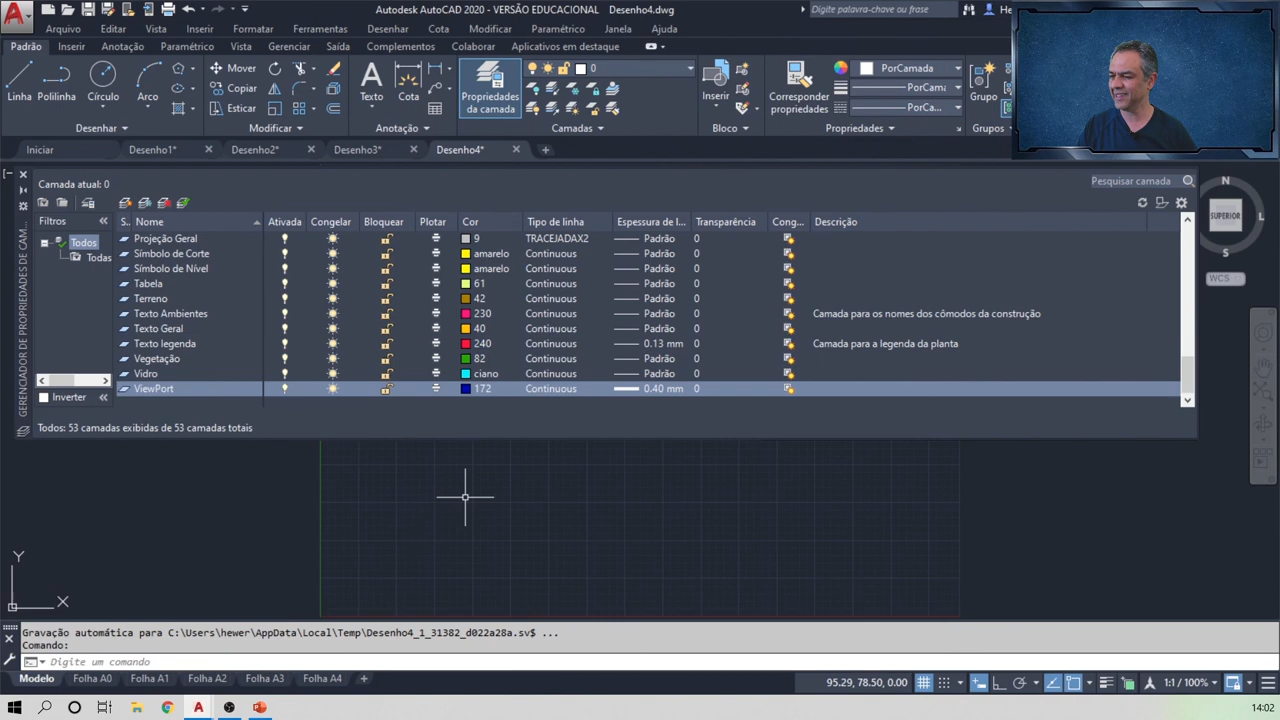 Autodesk AutoCAD 2020 - VERSÃO EDUCACIONAL Desenho4.dwg
Digite palavra-chave ou frase
He
Arquivo Editar Vista Inserir Formatar Ferramentas Desenhar Cota Modificar Paramétrico Janela Ajuda
Padrão Inserir Anotação Paramétrico Vista Gerenciar Saída Complementos Colaborar Aplicativos em destaque
Linha Polilinha Círculo Arco
Mover
Copiar
Esticar
Texto Cota
Propriedades da camada
0
Inserir
Corresponder propriedades
PorCamada
PorCama
PorCa...
Grupo
Desenhar Modificar Anotação Camadas Bloco Propriedades Grupos
Iniciar Desenho1* Desenho2* Desenho3* Desenho4*
Camada atual: 0
Pesquisar camada
Filtros S.. Nome Ativada Congelar Bloquear Plotar Cor Tipo de linha Espessura de l... Transparência Cong... Descrição
Todos
Todas
Inverter
Projeção Geral 9 TRACEJADAX2 Padrão 0
Símbolo de Corte amarelo Continuous Padrão 0
Símbolo de Nível amarelo Continuous Padrão 0
Tabela 61 Continuous Padrão 0
Terreno 42 Continuous Padrão 0
Texto Ambientes 230 Continuous Padrão 0 Camada para os nomes dos cômodos da construção
Texto Geral 40 Continuous Padrão 0
Texto legenda 240 Continuous 0.13 mm 0 Camada para a legenda da planta
Vegetação 82 Continuous Padrão 0
Vidro ciano Continuous Padrão 0
ViewPort 172 Continuous 0.40 mm 0
Todos: 53 camadas exibidas de 53 camadas totais
GERENCIADOR DE PROPRIEDADES DE CAM...
N
SUPERIOR
L
S
WCS
Y
X
Gravação automática para C:\Users\hewer\AppData\Local\Temp\Desenho4_1_31382_d022a28a.sv$ ...
Comando:
Digite um comando
Modelo Folha A0 Folha A1 Folha A2 Folha A3 Folha A4
95.29, 78.50, 0.00
1:1 / 100%
14:02